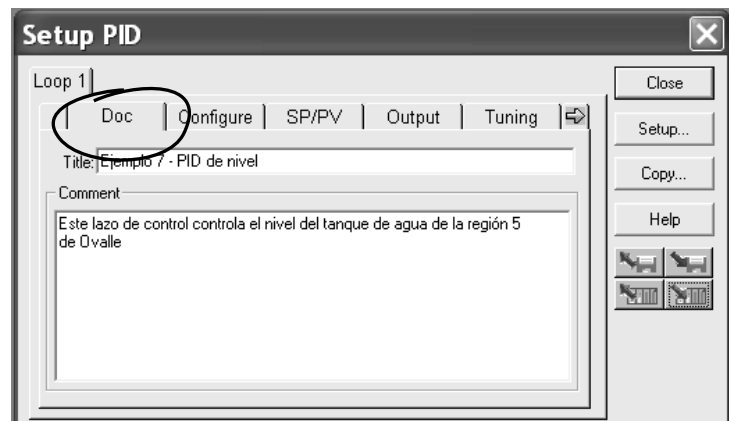 Setup PID
Loop 1
Close
Doc Configure SP/PV Output Tuning
Setup...
Title: Ejemplo 7 - PID de nivel
Copy...
Comment
Help
Este lazo de control controla el nivel del tanque de agua de la región 5
de Ovalle